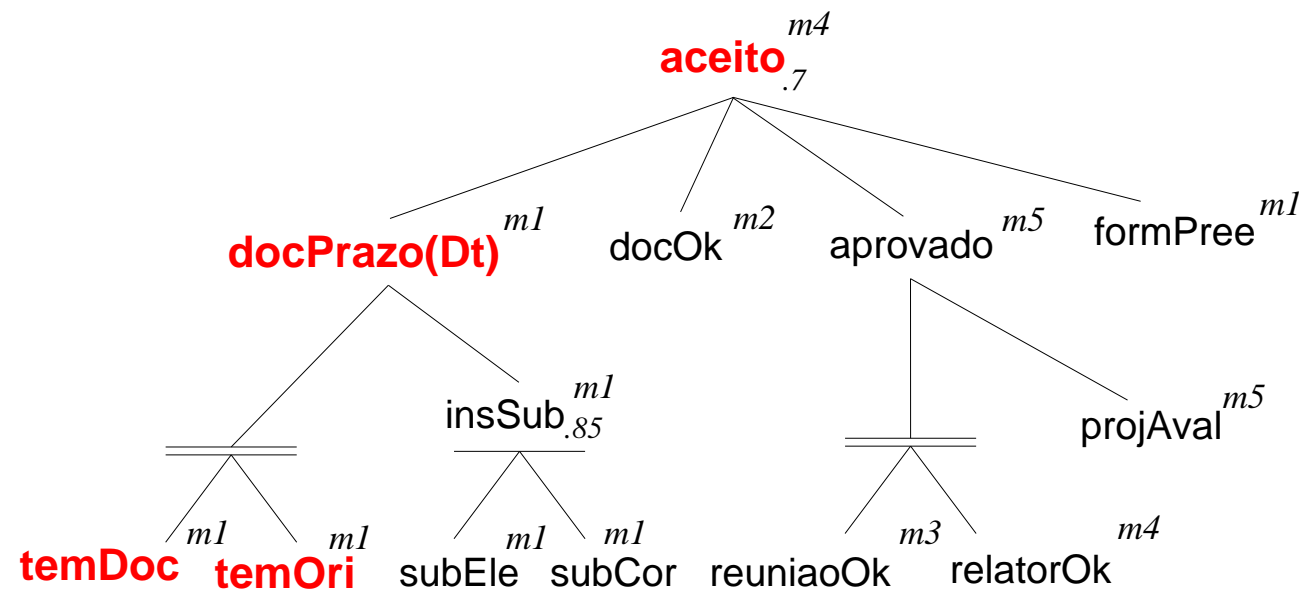 aceito m4 .7
docPrazo(Dt) m1 docOk m2 aprovado m5 formPree m1
insSub m1 .85 projAval m5
temDoc m1 temOri m1 subEle m1 subCor m1 reuniaoOk m3 relatorOk m4